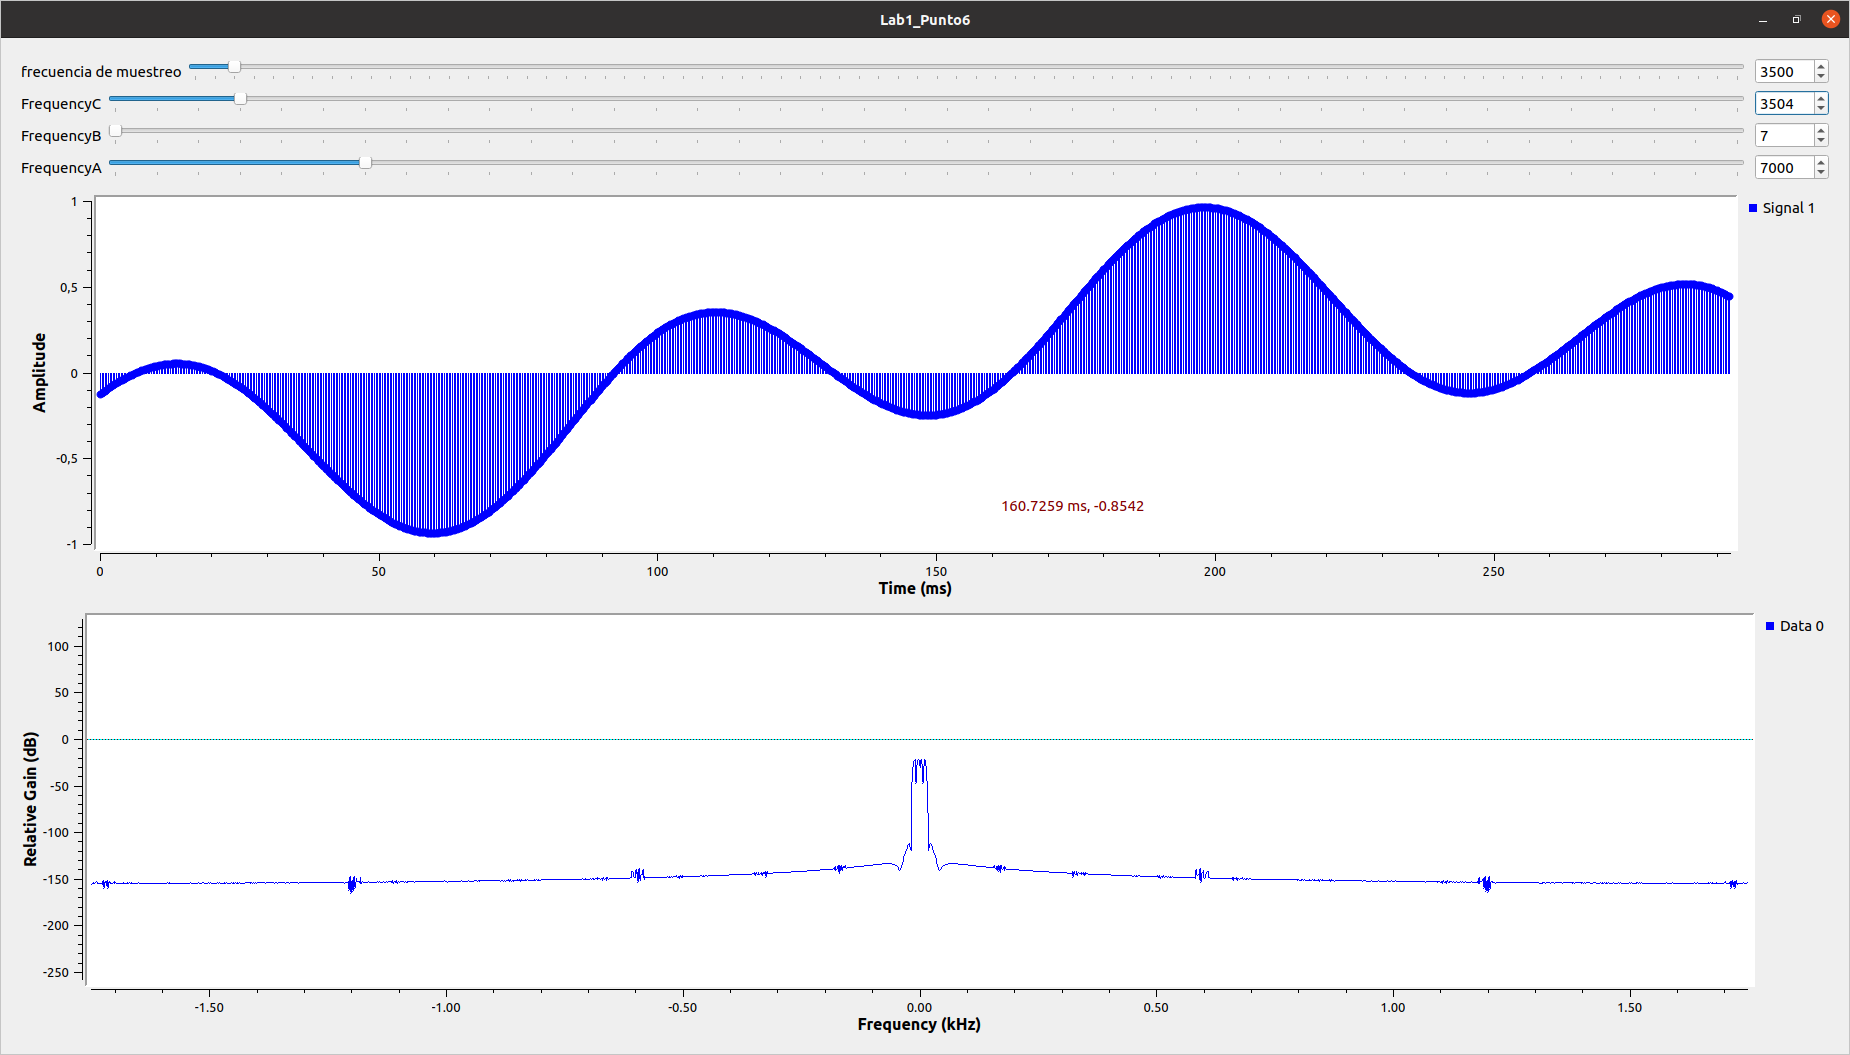 Lab1_Punto6
frecuencia de muestreo 3500
FrequencyC 3504
FrequencyB 7
FrequencyA 7000
Signal 1
1
0,5
0
-0,5
-1
Amplitude
160.7259 ms, -0.8542
0 50 100 150 200 250
Time (ms)
Data 0
100
50
0
-50
-100
-150
-200
-250
Relative Gain (dB)
-1.50 -1.00 -0.50 0.00 0.50 1.00 1.50
Frequency (kHz)